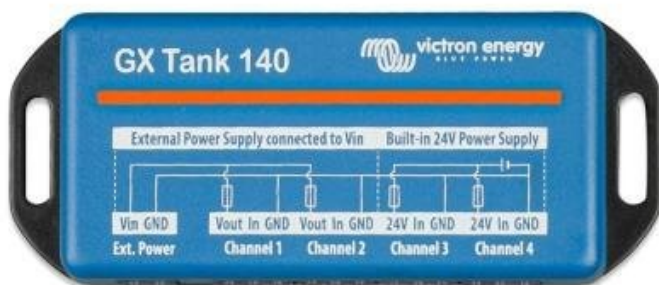 GX Tank 140
victron energy
BLUE POWER
External Power Supply connected to Vin
Built-in 24V Power Supply
Vin GND
Vout In GND
Vout In GND
24V In GND
24V In GND
Ext. Power
Channel 1
Channel 2
Channel 3
Channel 4